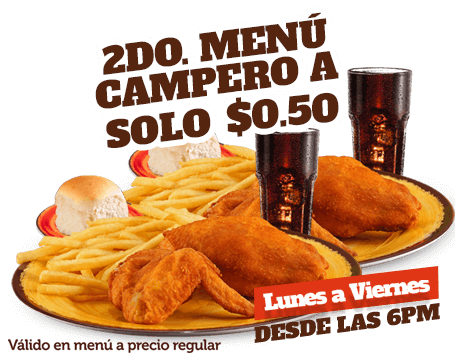 2DO. MENÚ
CAMPERO A
SOLO $0.50
Lunes a Viernes
DESDE LAS 6PM
Válido en menú a precio regular